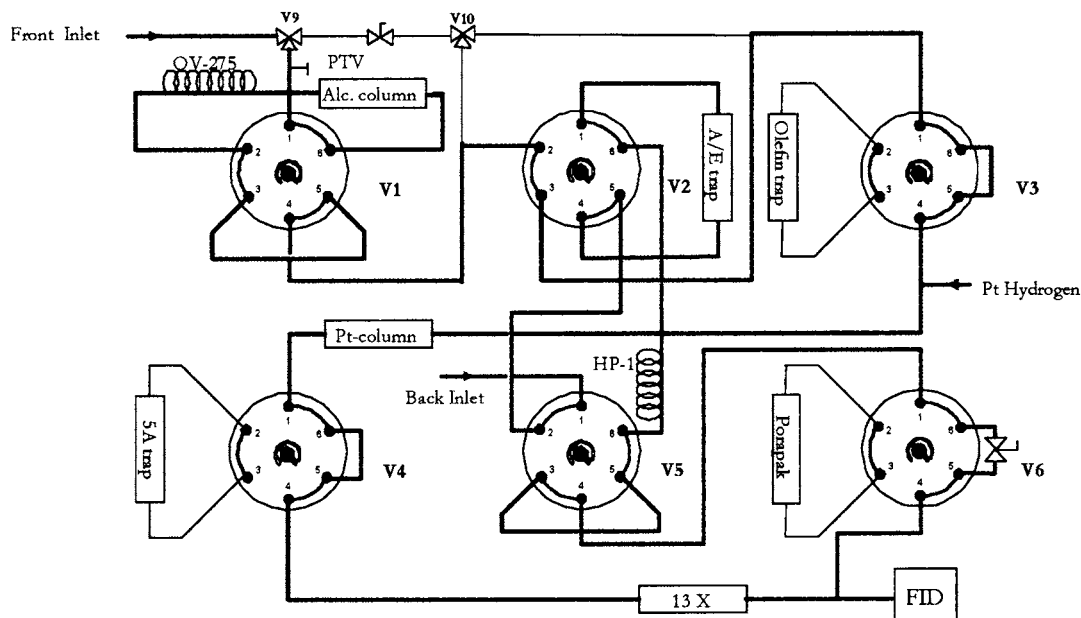 V9
V10
Front Inlet
OV-275
PTV
Alc. column
1
2
3
4
5
6
V1
1
2
3
4
5
6
V2
A/E trap
Olefin trap
1
2
3
4
5
6
V3
Pt Hydrogen
Pt-column
HP-1
Back Inlet
5A trap
1
2
3
4
5
6
V4
1
2
3
4
5
6
V5
Porapak
1
2
3
4
5
6
V6
13 X
FID